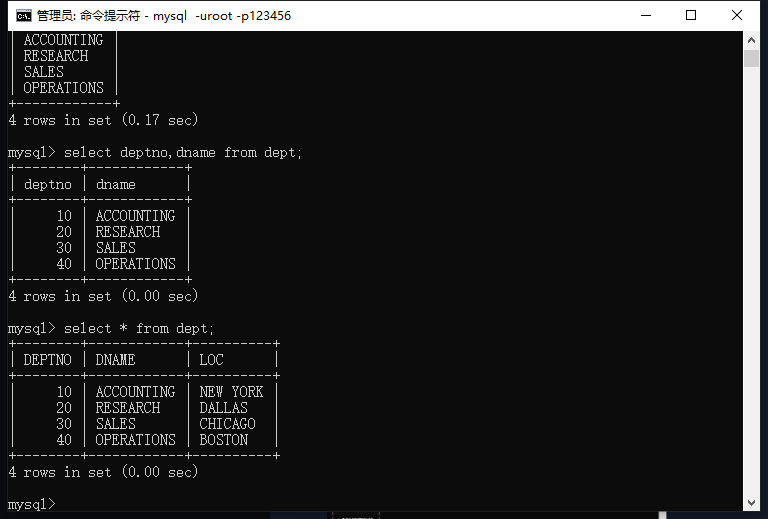 管理员: 命令提示符 - mysql  -uroot -p123456
| ACCOUNTING |
| RESEARCH   |
| SALES      |
| OPERATIONS |
+------------+
4 rows in set (0.17 sec)
mysql> select deptno,dname from dept;
+--------+------------+
| deptno | dname      |
+--------+------------+
|     10 | ACCOUNTING |
|     20 | RESEARCH   |
|     30 | SALES      |
|     40 | OPERATIONS |
+--------+------------+
4 rows in set (0.00 sec)
mysql> select * from dept;
+--------+------------+----------+
| DEPTNO | DNAME      | LOC      |
+--------+------------+----------+
|     10 | ACCOUNTING | NEW YORK |
|     20 | RESEARCH   | DALLAS   |
|     30 | SALES      | CHICAGO  |
|     40 | OPERATIONS | BOSTON   |
+--------+------------+----------+
4 rows in set (0.00 sec)
mysql>